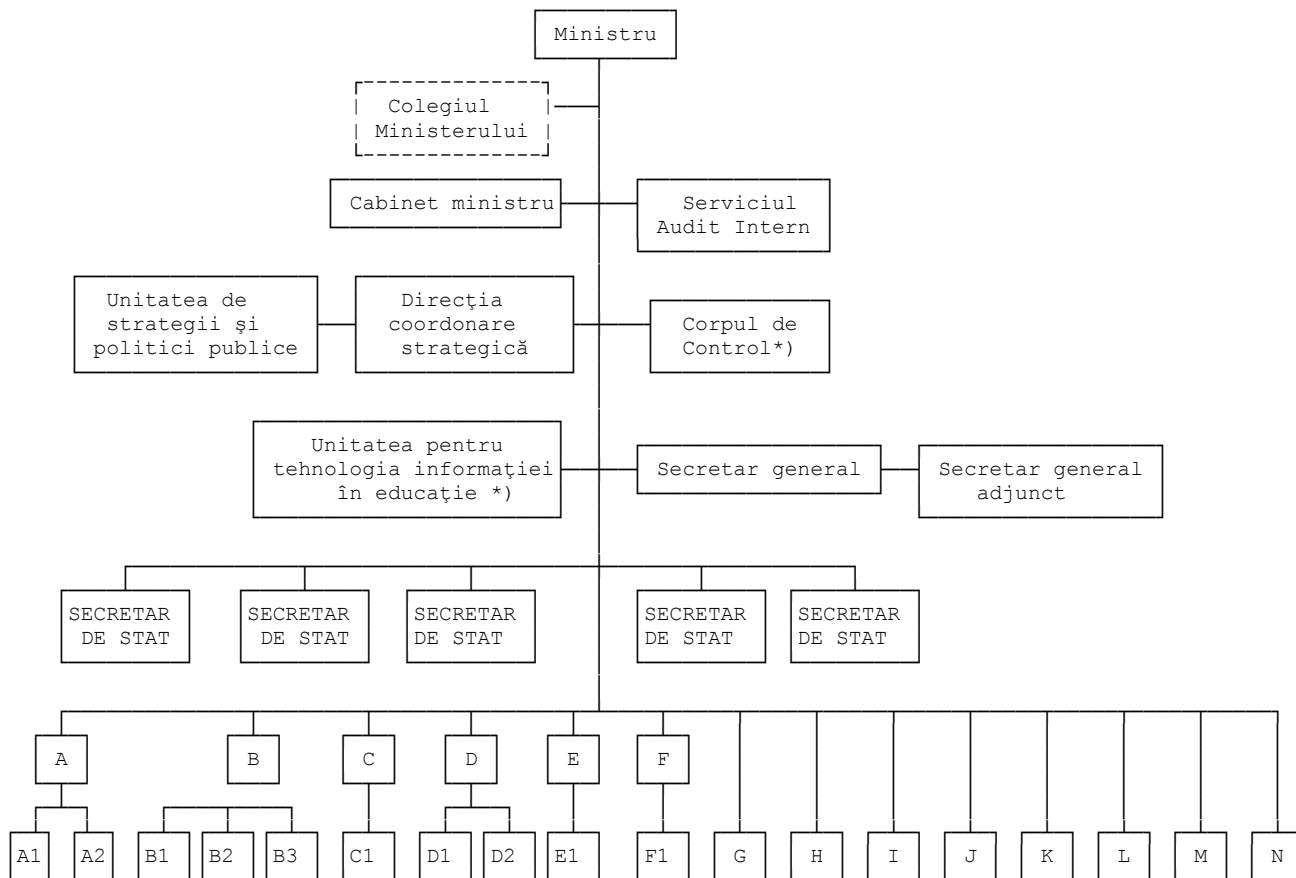 Ministru
Colegiul
Ministerului
Cabinet ministru
Serviciul
Audit Intern
Unitatea de
strategii şi
politici publice
Direcţia
coordonare
strategică
Corpul de
Control*)
Unitatea pentru
tehnologia informaţiei
în educaţie *)
Secretar general
Secretar general
adjunct
SECRETAR
DE STAT
SECRETAR
DE STAT
SECRETAR
DE STAT
SECRETAR
DE STAT
SECRETAR
DE STAT
A B C D E F
A1 A2 B1 B2 B3 C1 D1 D2 E1 F1 G H I J K L M N